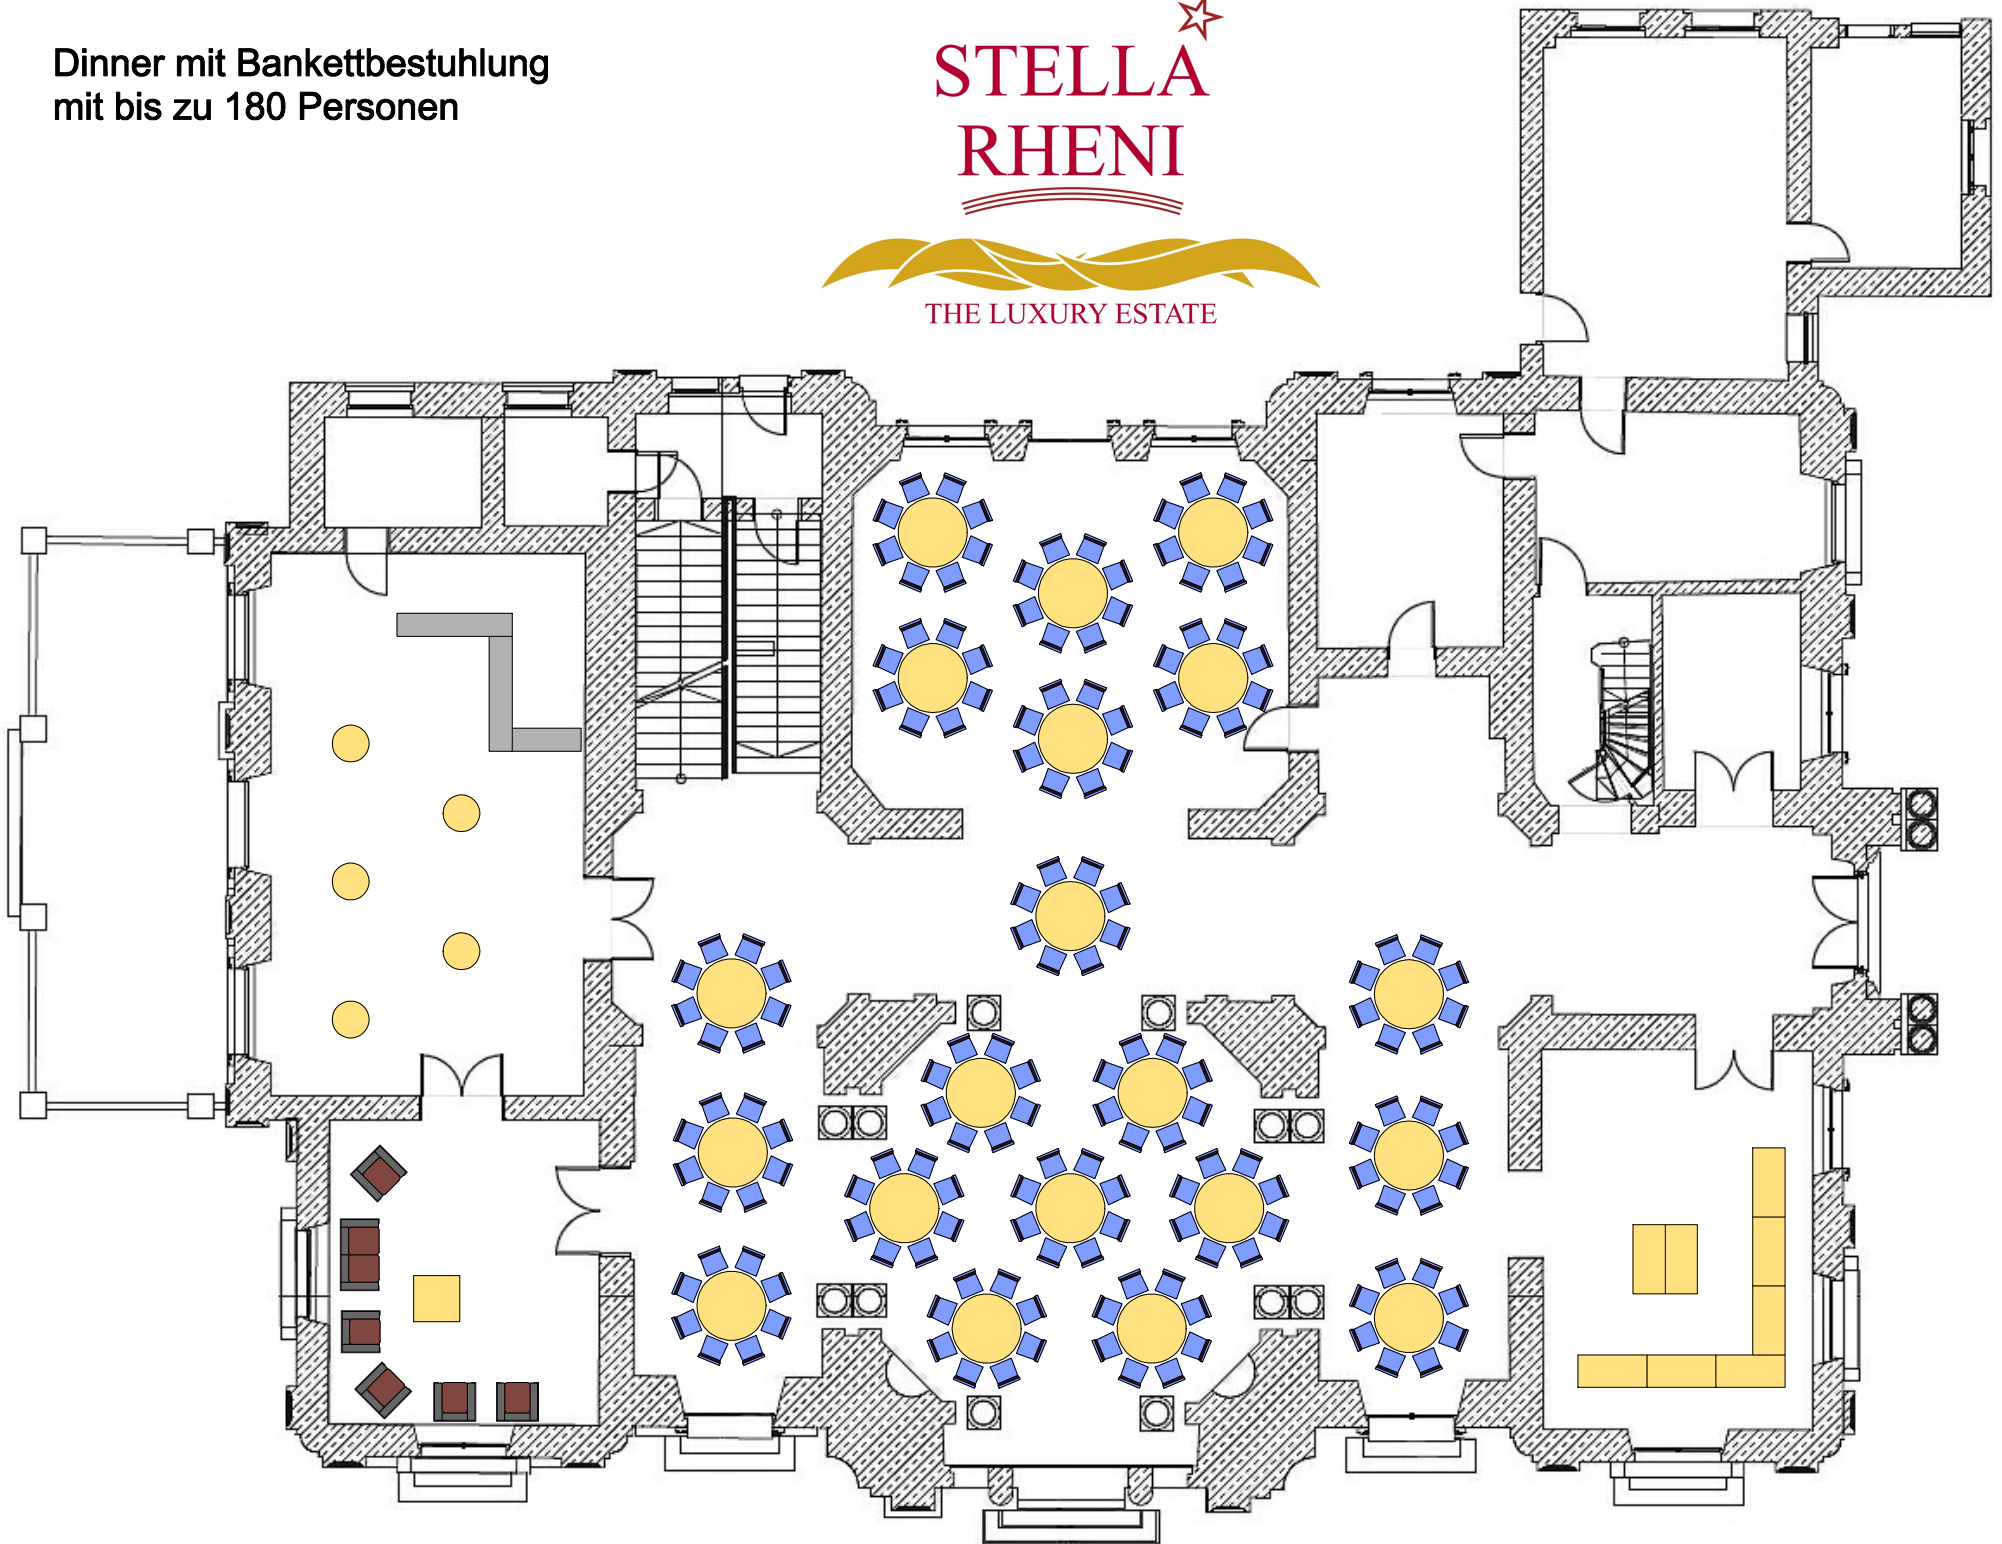 Dinner mit Bankettbestuhlung
mit bis zu 180 Personen
STELLA
RHENI
THE LUXURY ESTATE